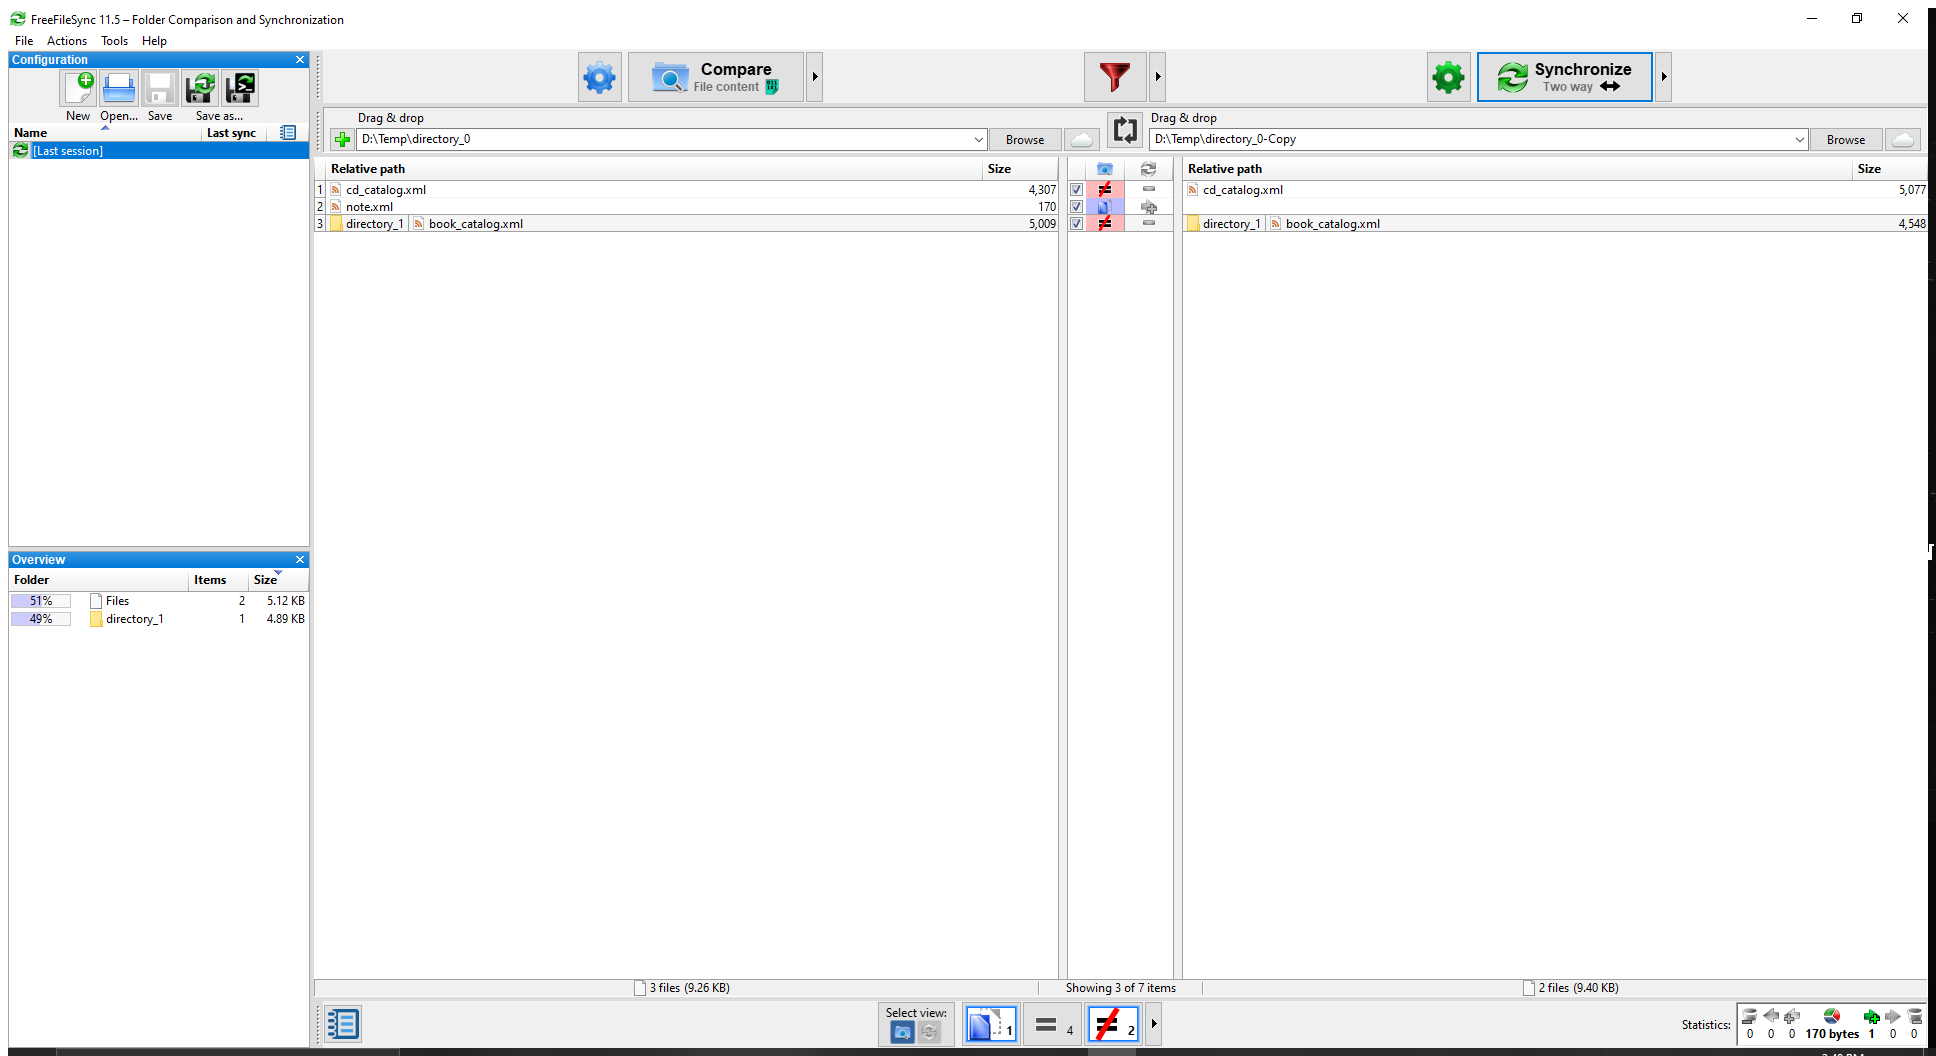 FreeFileSync 11.5 – Folder Comparison and Synchronization
File Actions Tools Help
Configuration
New Open... Save Save as...
Name Last sync
[Last session]
Compare
File content
Synchronize
Two way
Drag & drop
D:\Temp\directory_0 Browse
Drag & drop
D:\Temp\directory_0-Copy Browse
Relative path Size Relative path Size
1 cd_catalog.xml 4,307 cd_catalog.xml 5,077
2 note.xml 170
3 directory_1 book_catalog.xml 5,009 directory_1 book_catalog.xml 4,548
Overview
Folder Items Size
51% Files 2 5.12 KB
49% directory_1 1 4.89 KB
3 files (9.26 KB) Showing 3 of 7 items 2 files (9.40 KB)
Select view: 1 4 2
Statistics: 0 0 0 170 bytes 1 0 0